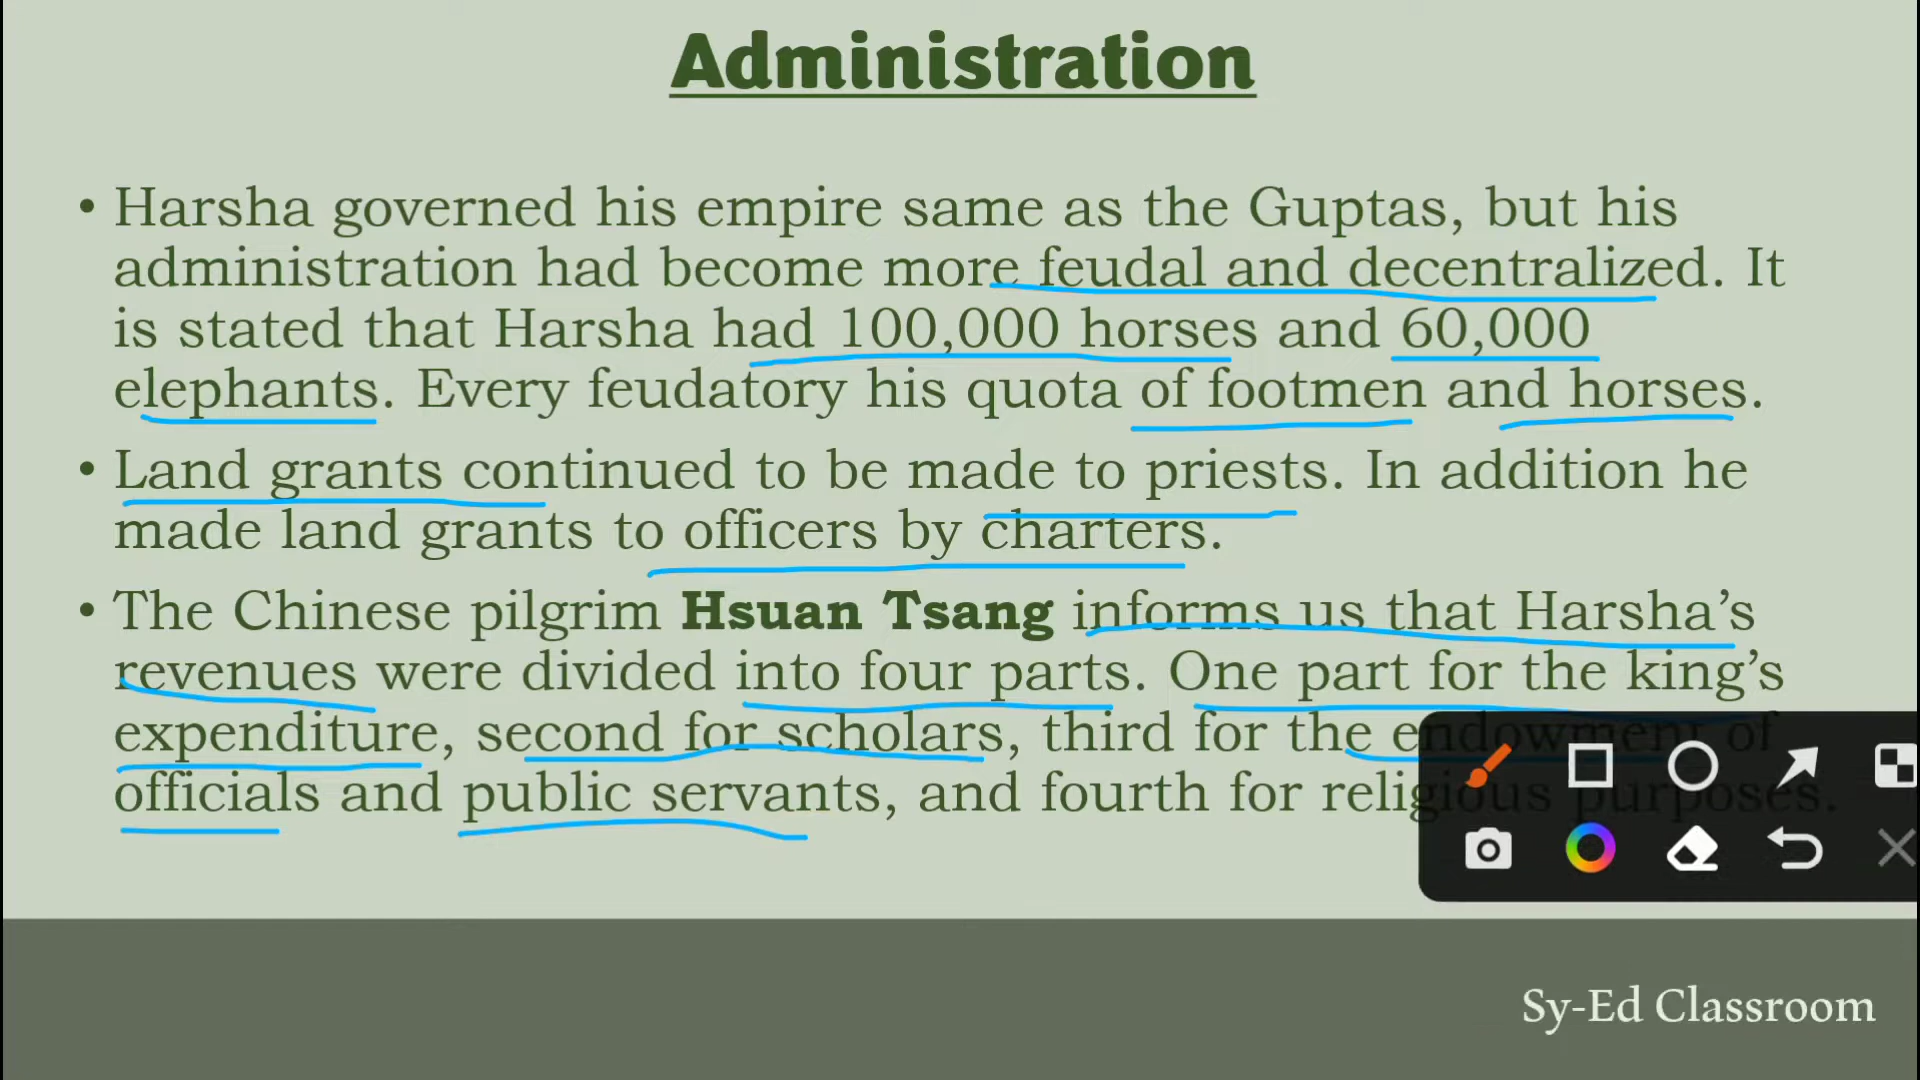 Administration
• Harsha governed his empire same as the Guptas, but his
administration had become more feudal and decentralized. It
is stated that Harsha had 100,000 horses and 60,000
elephants. Every feudatory his quota of footmen and horses.
• Land grants continued to be made to priests. In addition he
made land grants to officers by charters.
• The Chinese pilgrim Hsuan Tsang informs us that Harsha's
revenues were divided into four parts. One part for the king's
expenditure, second for scholars, third for the endowment of
officials and public servants, and fourth for religious purposes.
Sy-Ed Classroom